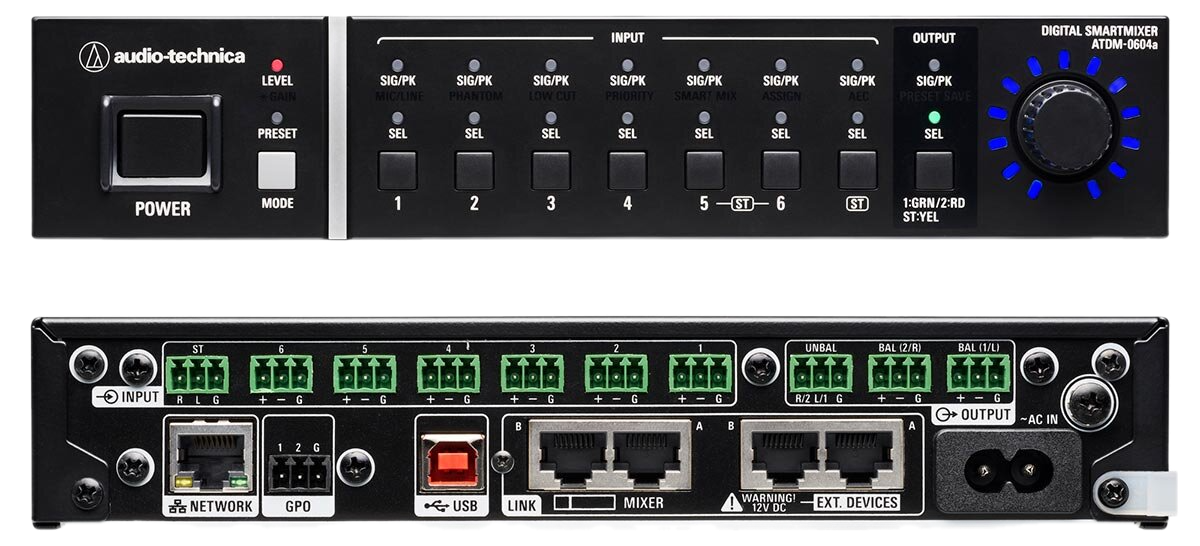 audio-technica
LEVEL
☀GAIN
PRESET
MODE
POWER
INPUT
SIG/PK SIG/PK SIG/PK SIG/PK SIG/PK SIG/PK SIG/PK
MIC/LINE PHANTOM LOW CUT PRIORITY SMART MIX ASSIGN AEC
SEL SEL SEL SEL SEL SEL SEL
1 2 3 4 5 ST 6 ST
OUTPUT
SIG/PK
PRESET SAVE
SEL
1:GRN/2:RD
ST:YEL
DIGITAL SMARTMIXER
ATDM-0604a
ST 6 5 4 3 2 1
R L G + − G + − G + − G + − G + − G + − G
INPUT
UNBAL BAL (2/R) BAL (1/L)
R/2 L/1 G + − G + − G
OUTPUT
~AC IN
NETWORK
1 2 G
GPO
USB
B A
LINK MIXER
B A
WARNING!
12V DC
EXT. DEVICES